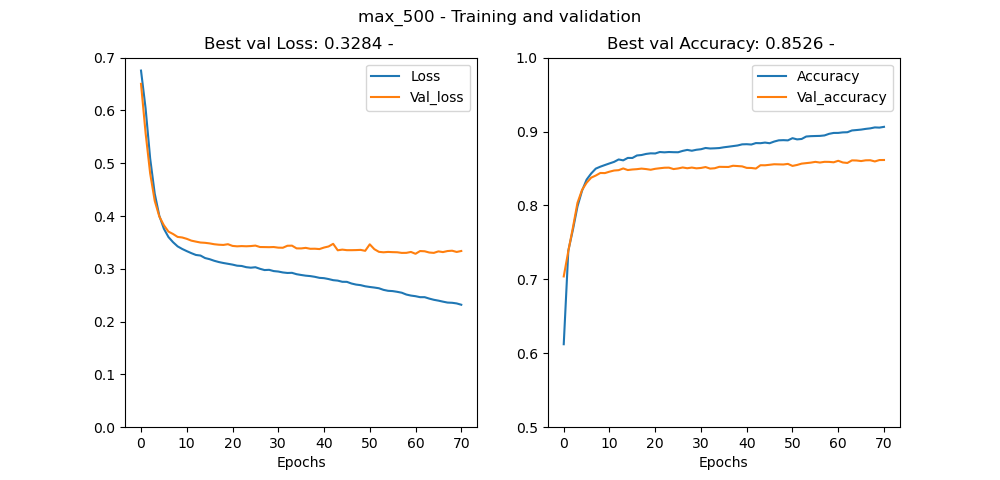 max_500 - Training and validation
Best val Loss: 0.3284 -
Loss
Val_loss
0.7
0.6
0.5
0.4
0.3
0.2
0.1
0.0
0 10 20 30 40 50 60 70
Epochs
Best val Accuracy: 0.8526 -
Accuracy
Val_accuracy
1.0
0.9
0.8
0.7
0.6
0.5
0 10 20 30 40 50 60 70
Epochs